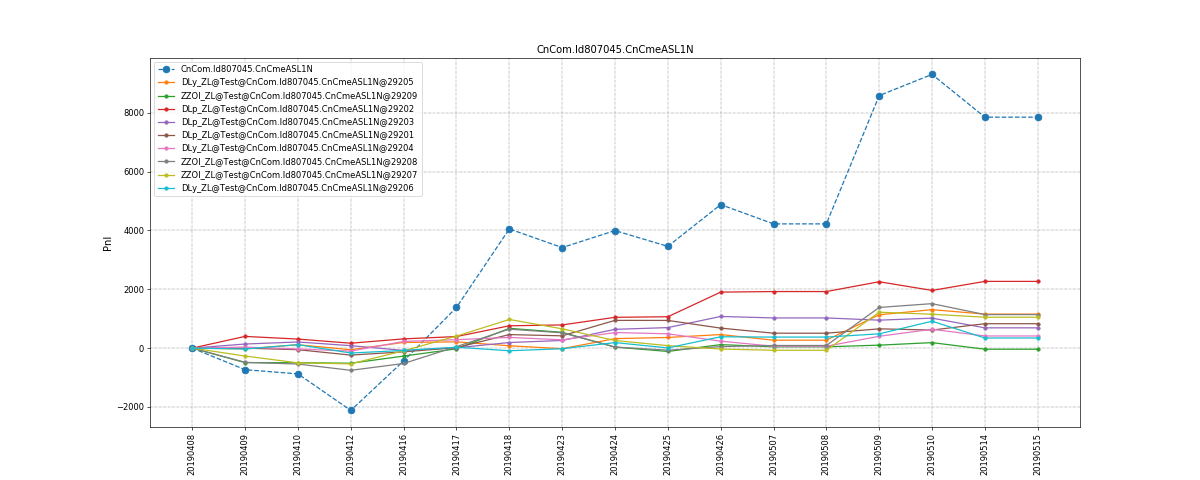 CnCom.Id807045.CnCmeASL1N
CnCom.Id807045.CnCmeASL1N
DLy_ZL@Test@CnCom.Id807045.CnCmeASL1N@29205
ZZOI_ZL@Test@CnCom.Id807045.CnCmeASL1N@29209
DLp_ZL@Test@CnCom.Id807045.CnCmeASL1N@29202
DLp_ZL@Test@CnCom.Id807045.CnCmeASL1N@29203
DLp_ZL@Test@CnCom.Id807045.CnCmeASL1N@29201
DLy_ZL@Test@CnCom.Id807045.CnCmeASL1N@29204
ZZOI_ZL@Test@CnCom.Id807045.CnCmeASL1N@29208
ZZOI_ZL@Test@CnCom.Id807045.CnCmeASL1N@29207
DLy_ZL@Test@CnCom.Id807045.CnCmeASL1N@29206
8000
6000
4000
2000
0
−2000
Pnl
20190408
20190409
20190410
20190412
20190416
20190417
20190418
20190423
20190424
20190425
20190426
20190507
20190508
20190509
20190510
20190514
20190515